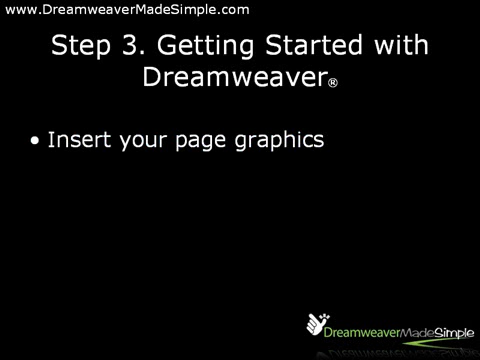 www.DreamweaverMadeSimple.com
Step 3. Getting Started with
Dreamweaver®
• Insert your page graphics
DreamweaverMadeSimple